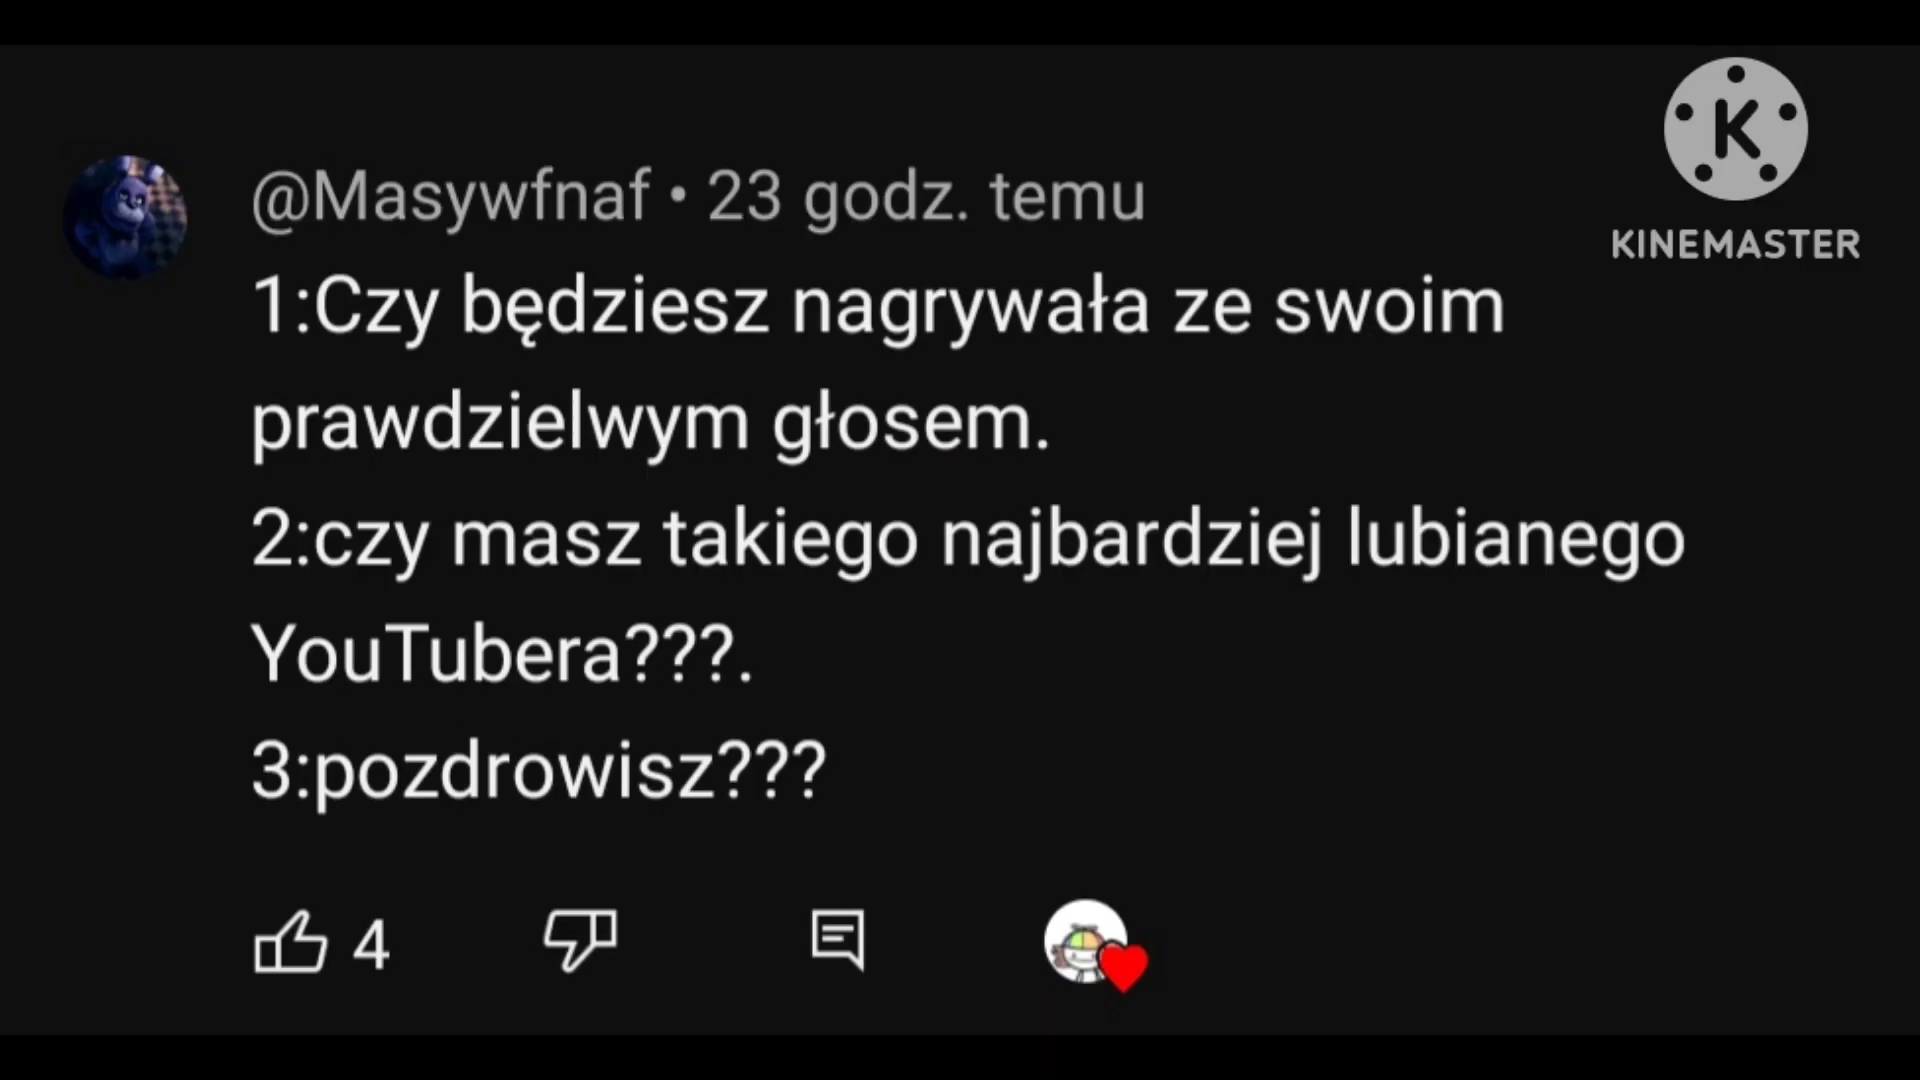 @Masywfnaf • 23 godz. temu
K
KINEMASTER
1:Czy będziesz nagrywała ze swoim
prawdzielwym głosem.
2:czy masz takiego najbardziej lubianego
YouTubera???.
3:pozdrowisz???
4